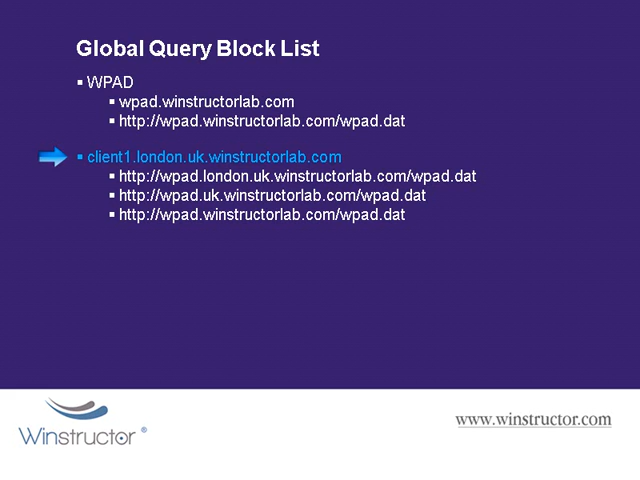 Global Query Block List
▪ WPAD
▪ wpad.winstructorlab.com
▪ http://wpad.winstructorlab.com/wpad.dat
▪ client1.london.uk.winstructorlab.com
▪ http://wpad.london.uk.winstructorlab.com/wpad.dat
▪ http://wpad.uk.winstructorlab.com/wpad.dat
▪ http://wpad.winstructorlab.com/wpad.dat
Winstructor ®
www.winstructor.com